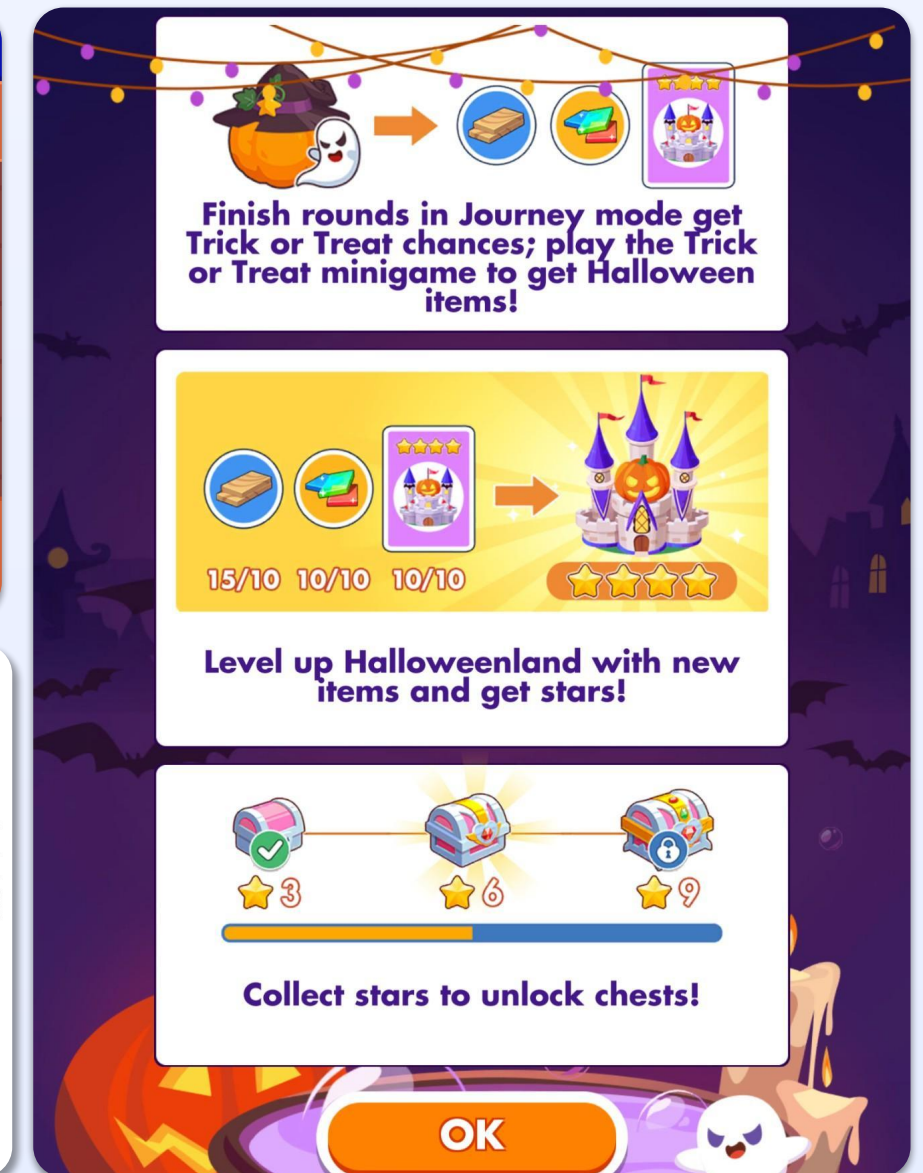 Finish rounds in Journey mode get
Trick or Treat chances; play the Trick
or Treat minigame to get Halloween
items!
15/10 10/10 10/10
Level up Halloweenland with new
items and get stars!
3 6 9
Collect stars to unlock chests!
OK